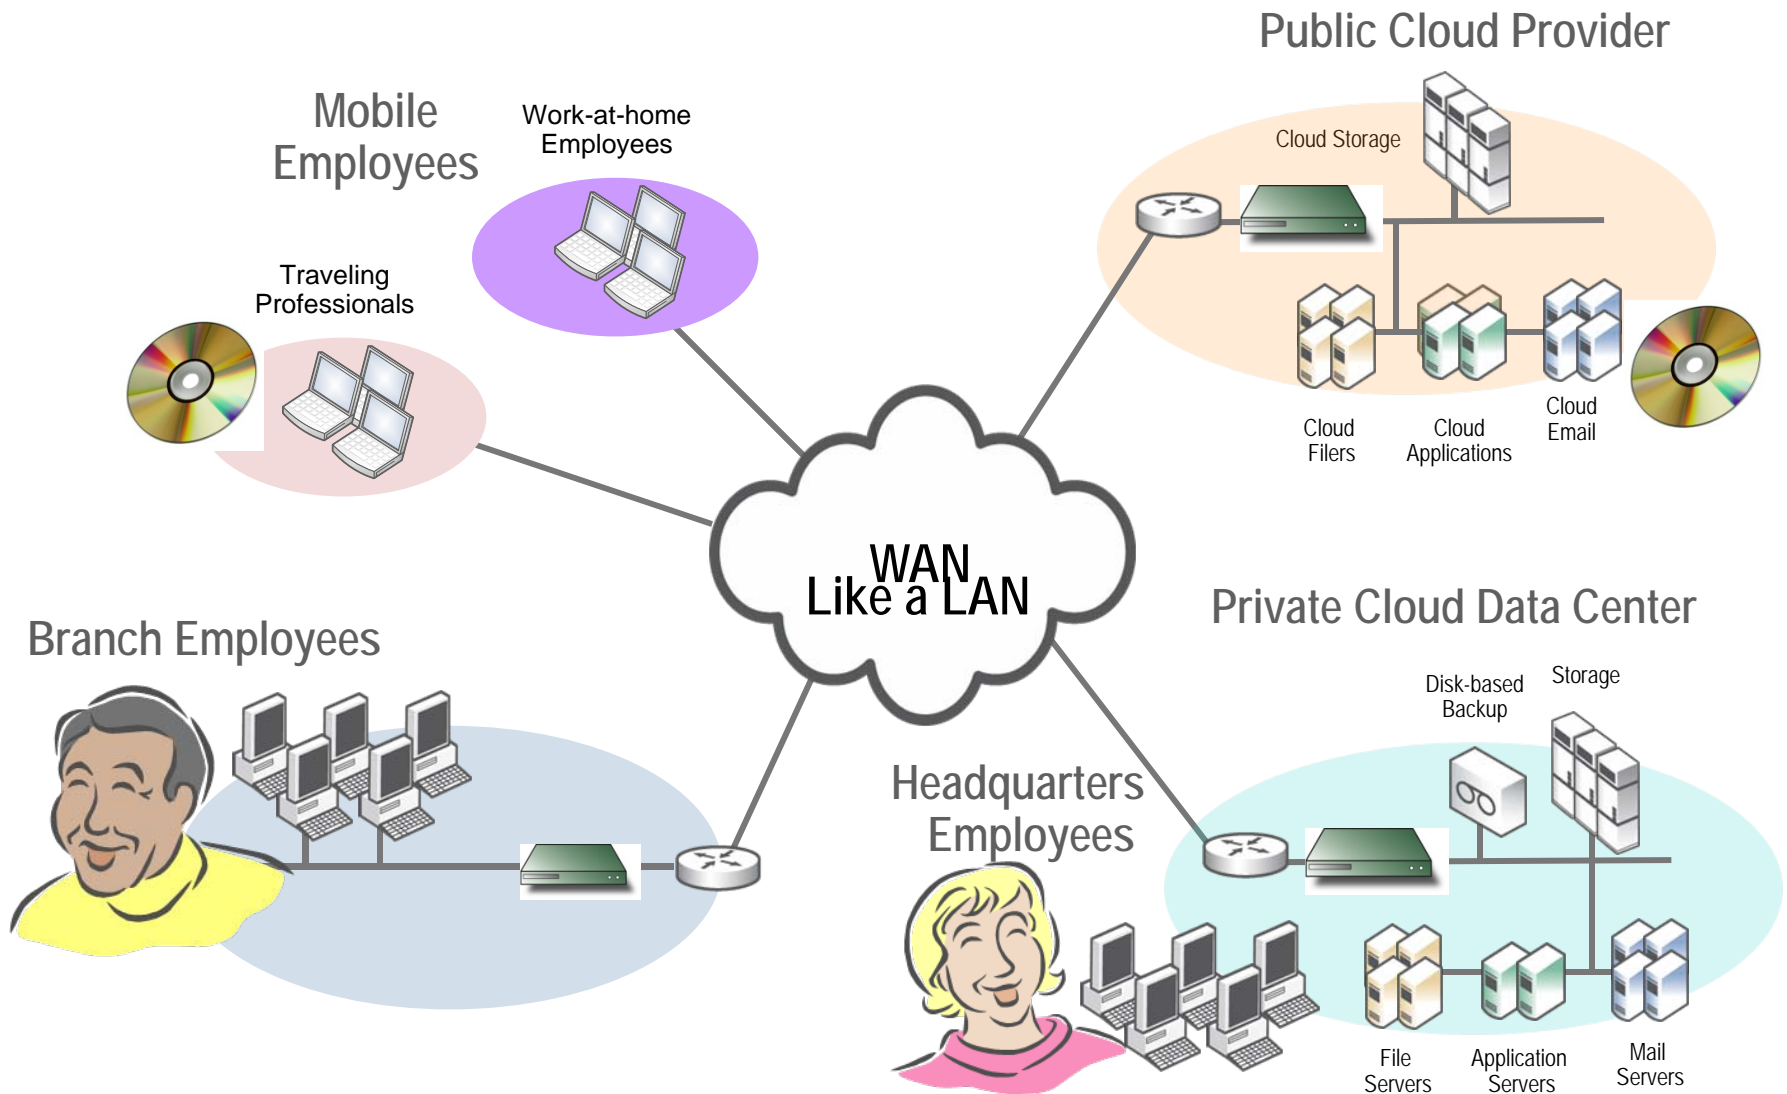 Public Cloud Provider
Mobile
Employees
Work-at-home
Employees
Cloud Storage
Traveling
Professionals
Cloud
Filers
Cloud
Applications
Cloud
Email
WAN
Like a LAN
Branch Employees
Private Cloud Data Center
Disk-based
Backup
Storage
Headquarters
Employees
File
Servers
Application
Servers
Mail
Servers